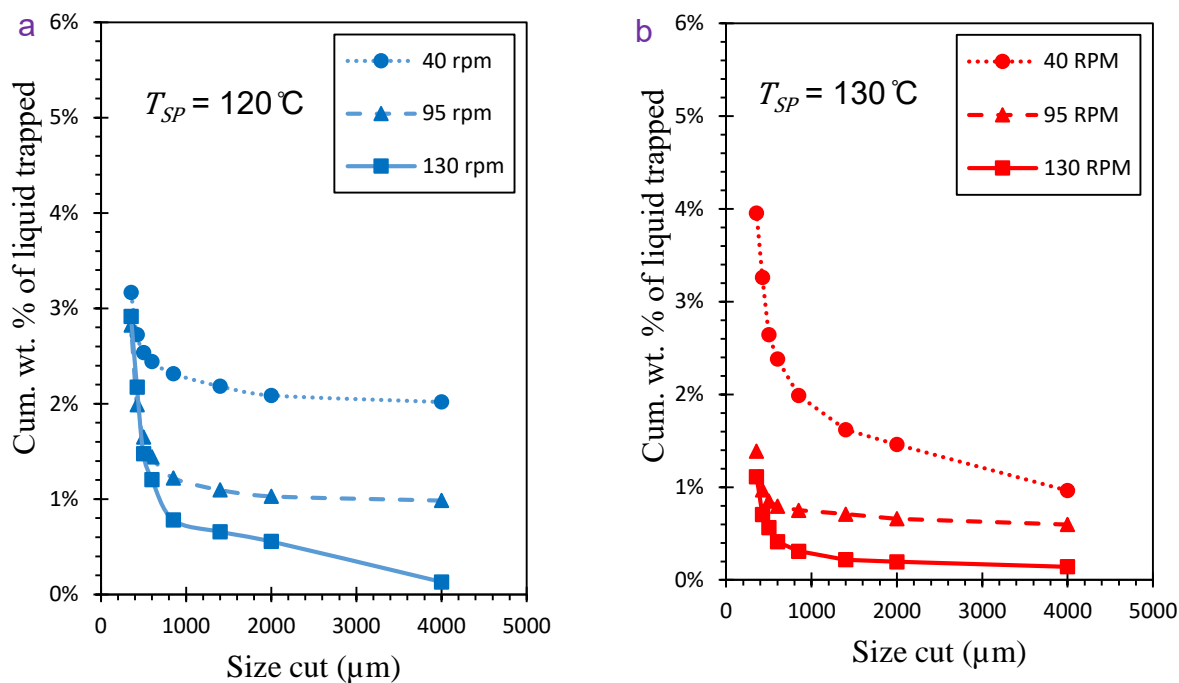 a
Cum. wt. % of liquid trapped
6%
5%
4%
3%
2%
1%
0%
T_SP = 120 ℃
40 rpm
95 rpm
130 rpm
0 1000 2000 3000 4000 5000
Size cut (µm)
b
Cum. wt. % of liquid trapped
6%
5%
4%
3%
2%
1%
0%
T_SP = 130 ℃
40 RPM
95 RPM
130 RPM
0 1000 2000 3000 4000 5000
Size cut (µm)